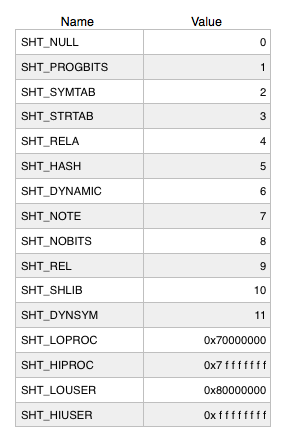 Name Value
SHT_NULL 0
SHT_PROGBITS 1
SHT_SYMTAB 2
SHT_STRTAB 3
SHT_RELA 4
SHT_HASH 5
SHT_DYNAMIC 6
SHT_NOTE 7
SHT_NOBITS 8
SHT_REL 9
SHT_SHLIB 10
SHT_DYNSYM 11
SHT_LOPROC 0x70000000
SHT_HIPROC 0x7fffffff
SHT_LOUSER 0x80000000
SHT_HIUSER 0xffffffff